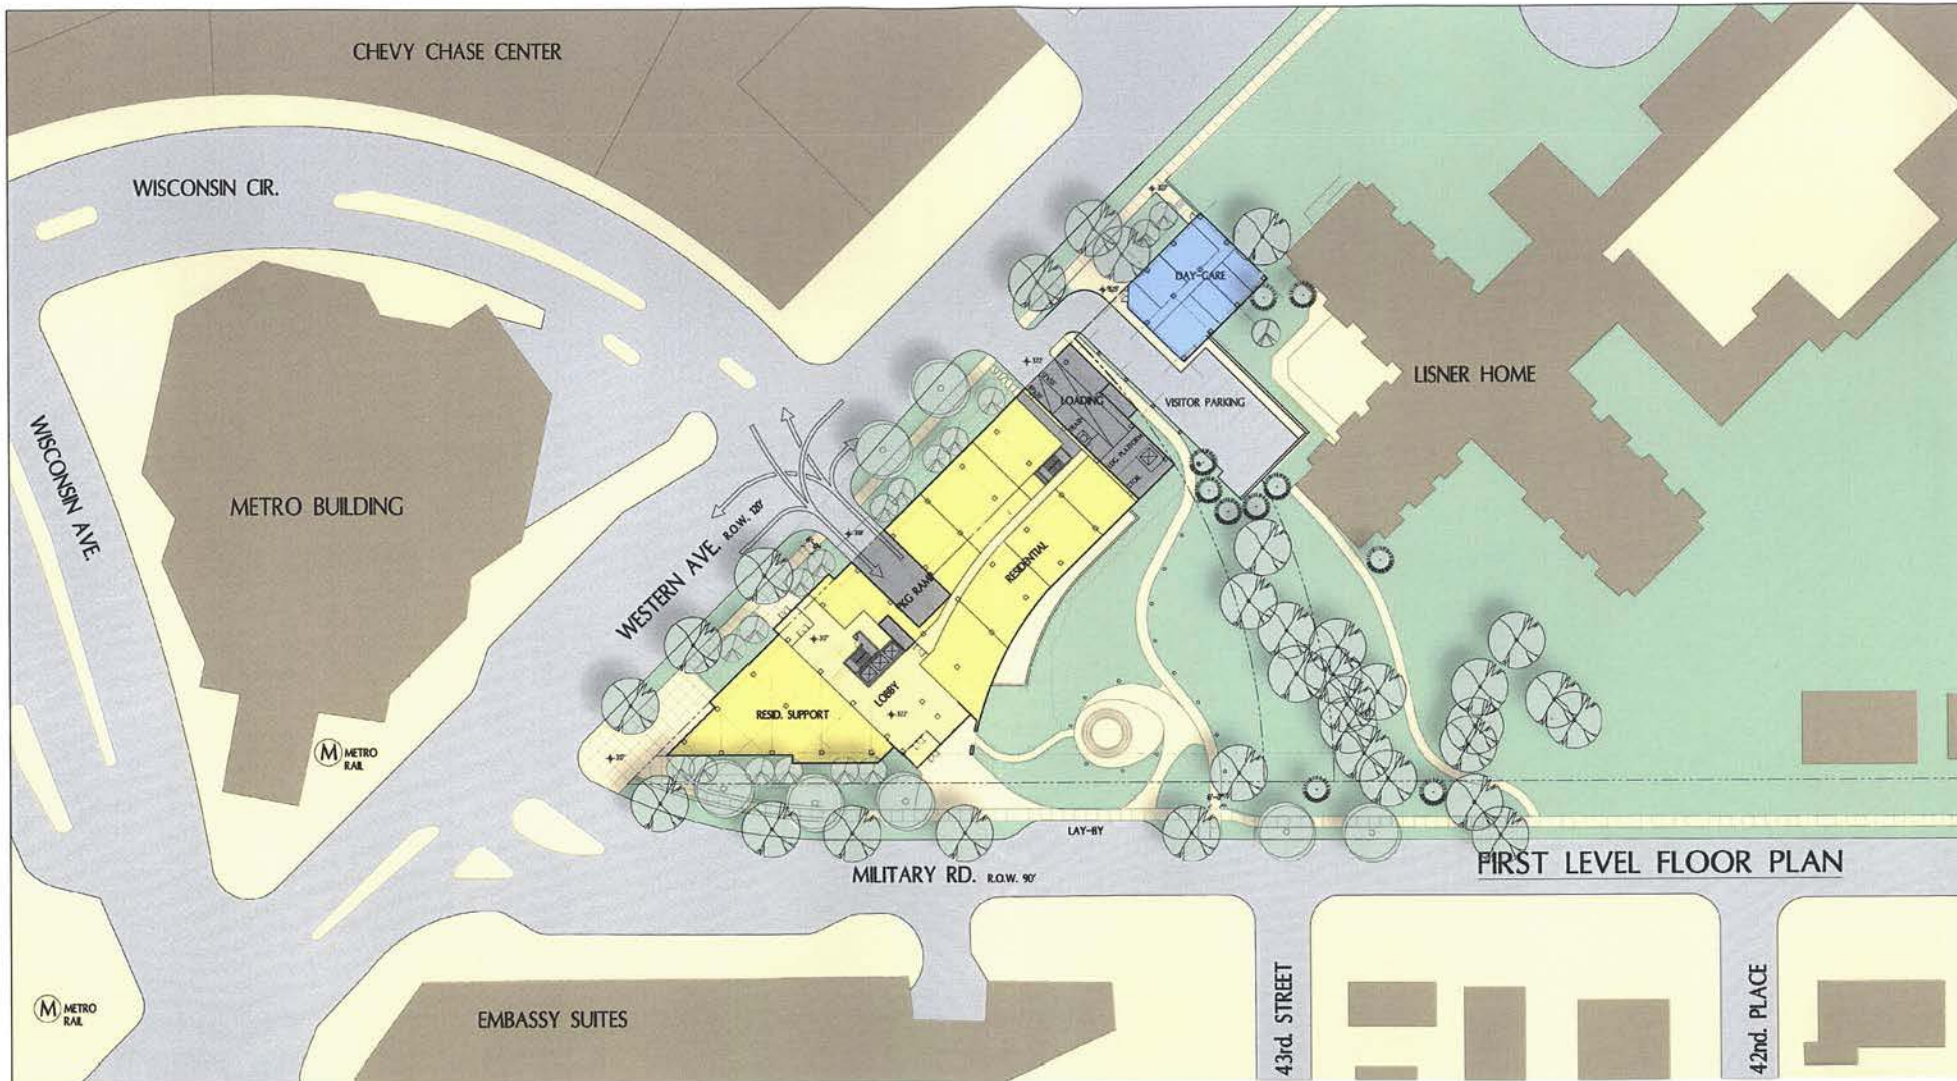 CHEVY CHASE CENTER
WISCONSIN CIR.
DAY-CARE
LISNER HOME
LOADING
VISITOR PARKING
WISCONSIN AVE.
METRO BUILDING
WESTERN AVE. R.O.W. 120'
PKG RAMP
RESIDENTIAL
LOBBY
RESID. SUPPORT
M METRO
RAIL
LAY-BY
MILITARY RD. R.O.W. 90'
FIRST LEVEL FLOOR PLAN
M METRO
RAIL
EMBASSY SUITES
43rd. STREET
42nd. PLACE